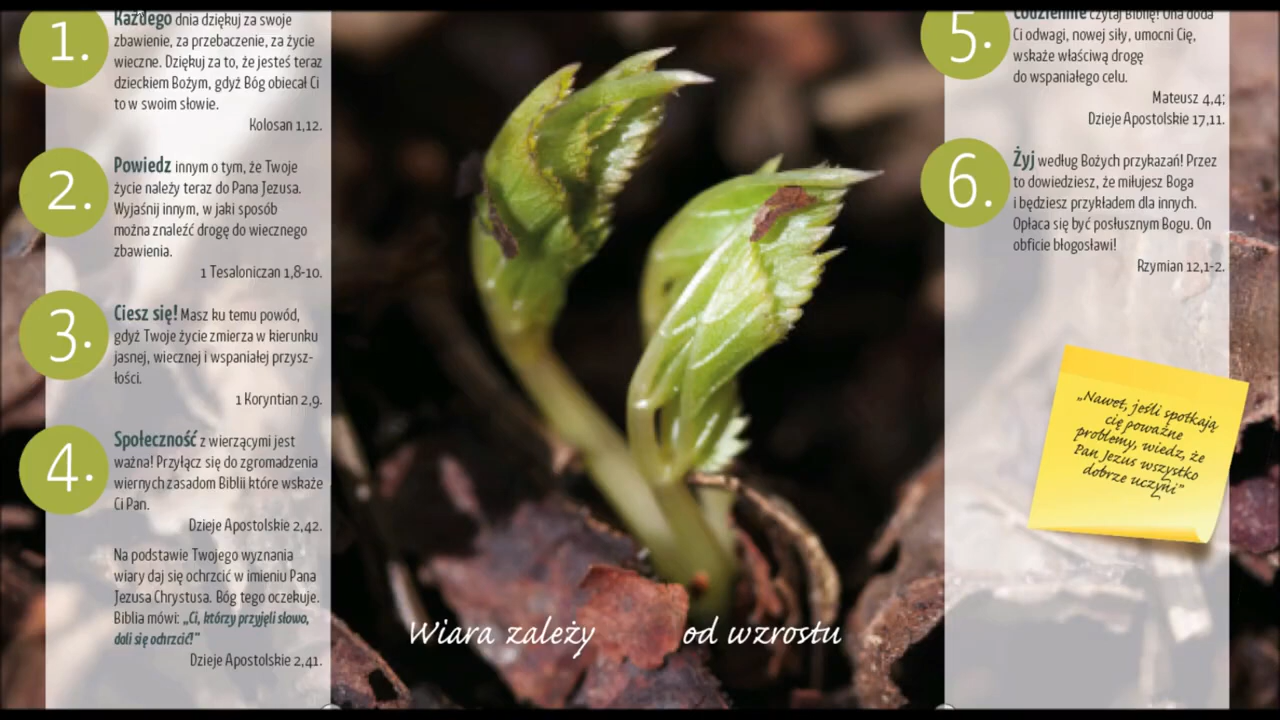 1.
Każdego dnia dziękuj za swoje
zbawienie, za przebaczenie, za życie
wieczne. Dziękuj za to, że jesteś teraz
dzieckiem Bożym, gdyż Bóg obiecał Ci
to w swoim słowie.
Kolosan 1,12.
2.
Powiedz innym o tym, że Twoje
życie należy teraz do Pana Jezusa.
Wyjaśnij innym, w jaki sposób
można znaleźć drogę do wiecznego
zbawienia.
1 Tesaloniczan 1,8-10.
3.
Ciesz się! Masz ku temu powód,
gdyż Twoje życie zmierza w kierunku
jasnej, wiecznej i wspaniałej przysz-
łości.
1 Koryntian 2,9.
4.
Społeczność z wierzącymi jest
ważna! Przyłącz się do zgromadzenia
wiernych zasadom Biblii które wskaże
Ci Pan.
Dzieje Apostolskie 2,42.
Na podstawie Twojego wyznania
wiary daj się ochrzcić w imieniu Pana
Jezusa Chrystusa. Bóg tego oczekuje.
Biblia mówi: „Ci, którzy przyjęli słowo,
dali się ochrzcić!”
Dzieje Apostolskie 2,41.
Wiara zależy od wzrostu
5.
Codziennie czytaj Biblię! Ona doda
Ci odwagi, nowej siły, umocni Cię,
wskaże właściwą drogę
do wspaniałego celu.
Mateusz 4,4;
Dzieje Apostolskie 17,11.
6.
Żyj według Bożych przykazań! Przez
to dowiedziesz, że miłujesz Boga
i będziesz przykładem dla innych.
Opłaca się być posłusznym Bogu. On
obficie błogosławi!
Rzymian 12,1-2.
„Nawet, jeśli spotkają
cię poważne
problemy, wiedz, że
Pan Jezus wszystko
dobrze uczyni”